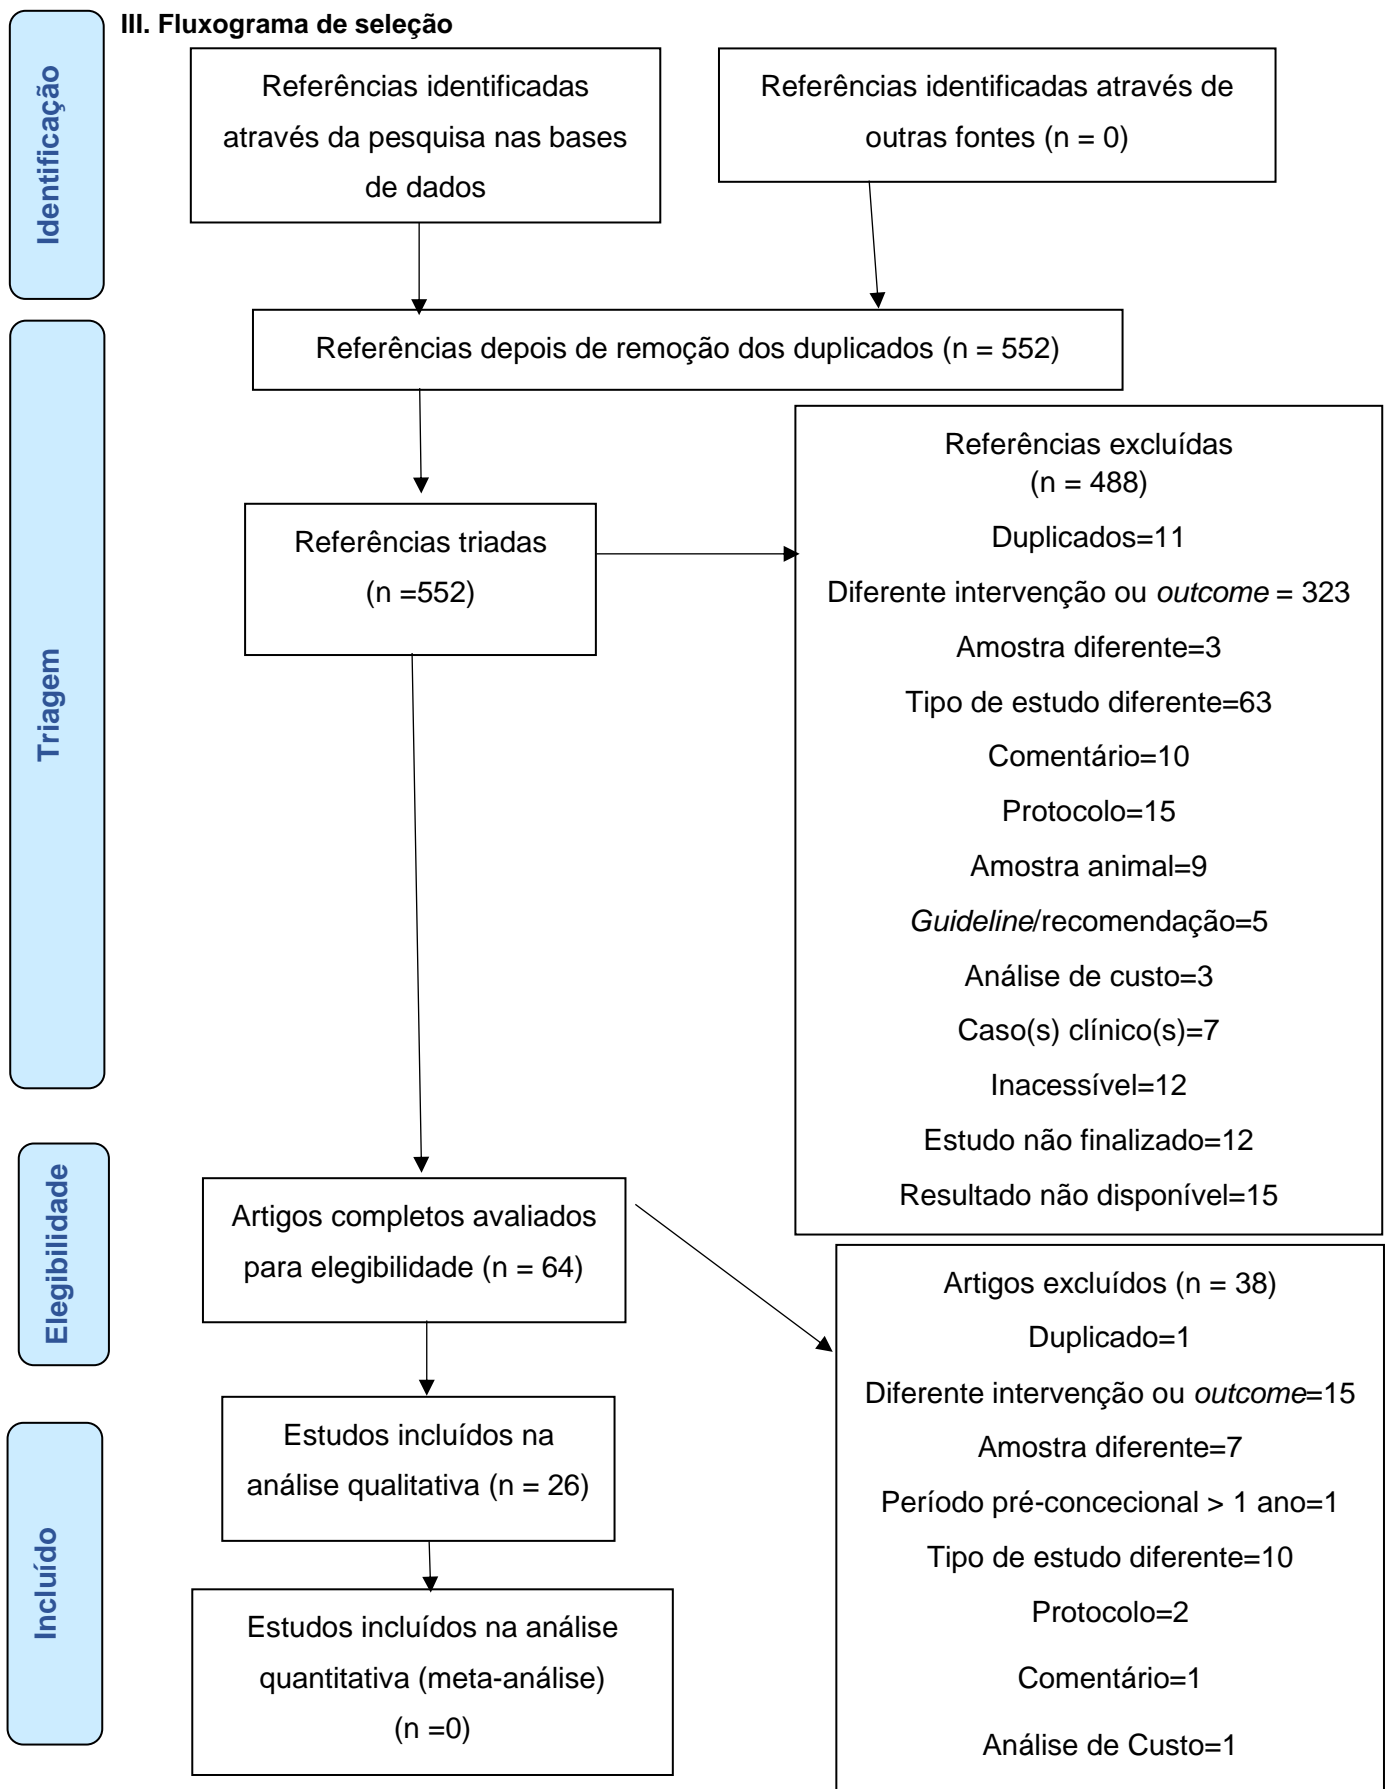 III. Fluxograma de seleção
Identificação
Referências identificadas
através da pesquisa nas bases
de dados
Referências identificadas através de
outras fontes (n = 0)
Triagem
Referências depois de remoção dos duplicados (n = 552)
Referências triadas
(n =552)
Referências excluídas
(n = 488)
Duplicados=11
Diferente intervenção ou outcome = 323
Amostra diferente=3
Tipo de estudo diferente=63
Comentário=10
Protocolo=15
Amostra animal=9
Guideline/recomendação=5
Análise de custo=3
Caso(s) clínico(s)=7
Inacessível=12
Estudo não finalizado=12
Resultado não disponível=15
Elegibilidade
Artigos completos avaliados
para elegibilidade (n = 64)
Artigos excluídos (n = 38)
Duplicado=1
Diferente intervenção ou outcome=15
Amostra diferente=7
Período pré-concecional > 1 ano=1
Tipo de estudo diferente=10
Protocolo=2
Comentário=1
Análise de Custo=1
Incluído
Estudos incluídos na
análise qualitativa (n = 26)
Estudos incluídos na análise
quantitativa (meta-análise)
(n =0)